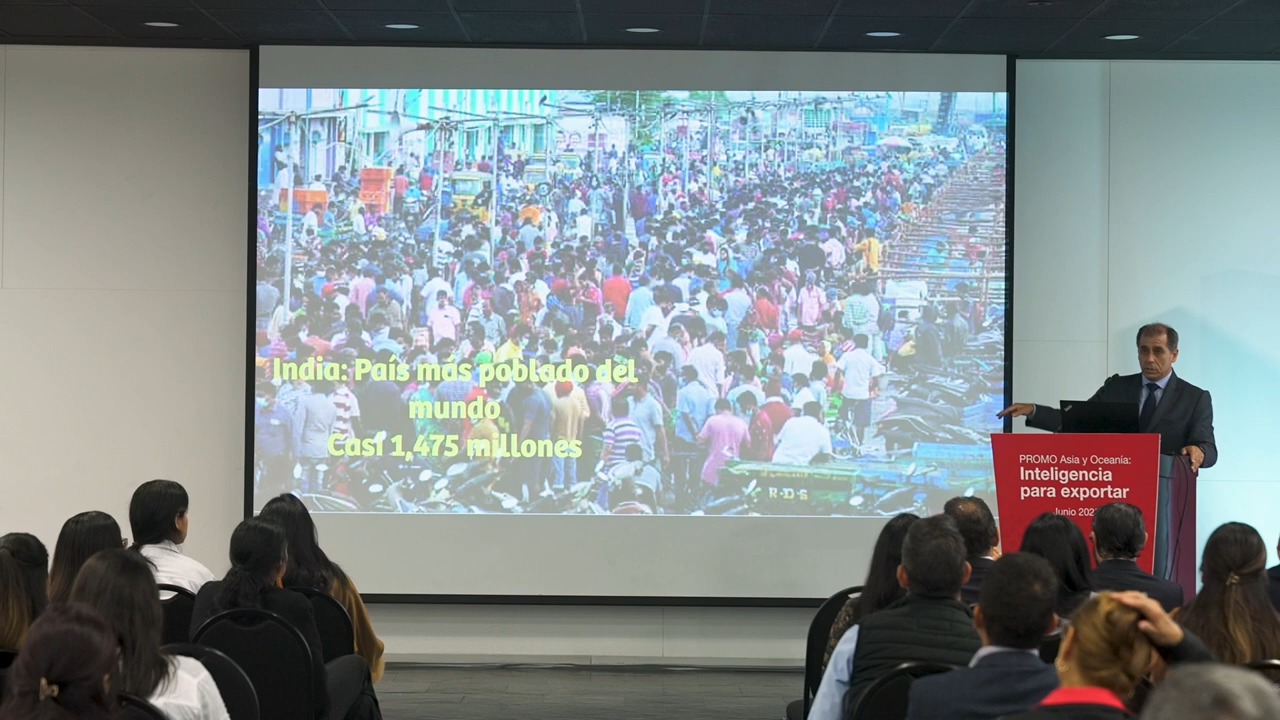 India: País más poblado del
mundo
Casi 1,475 millones
R·D·S
PROMO Asia y Oceanía:
Inteligencia
para exportar
Junio